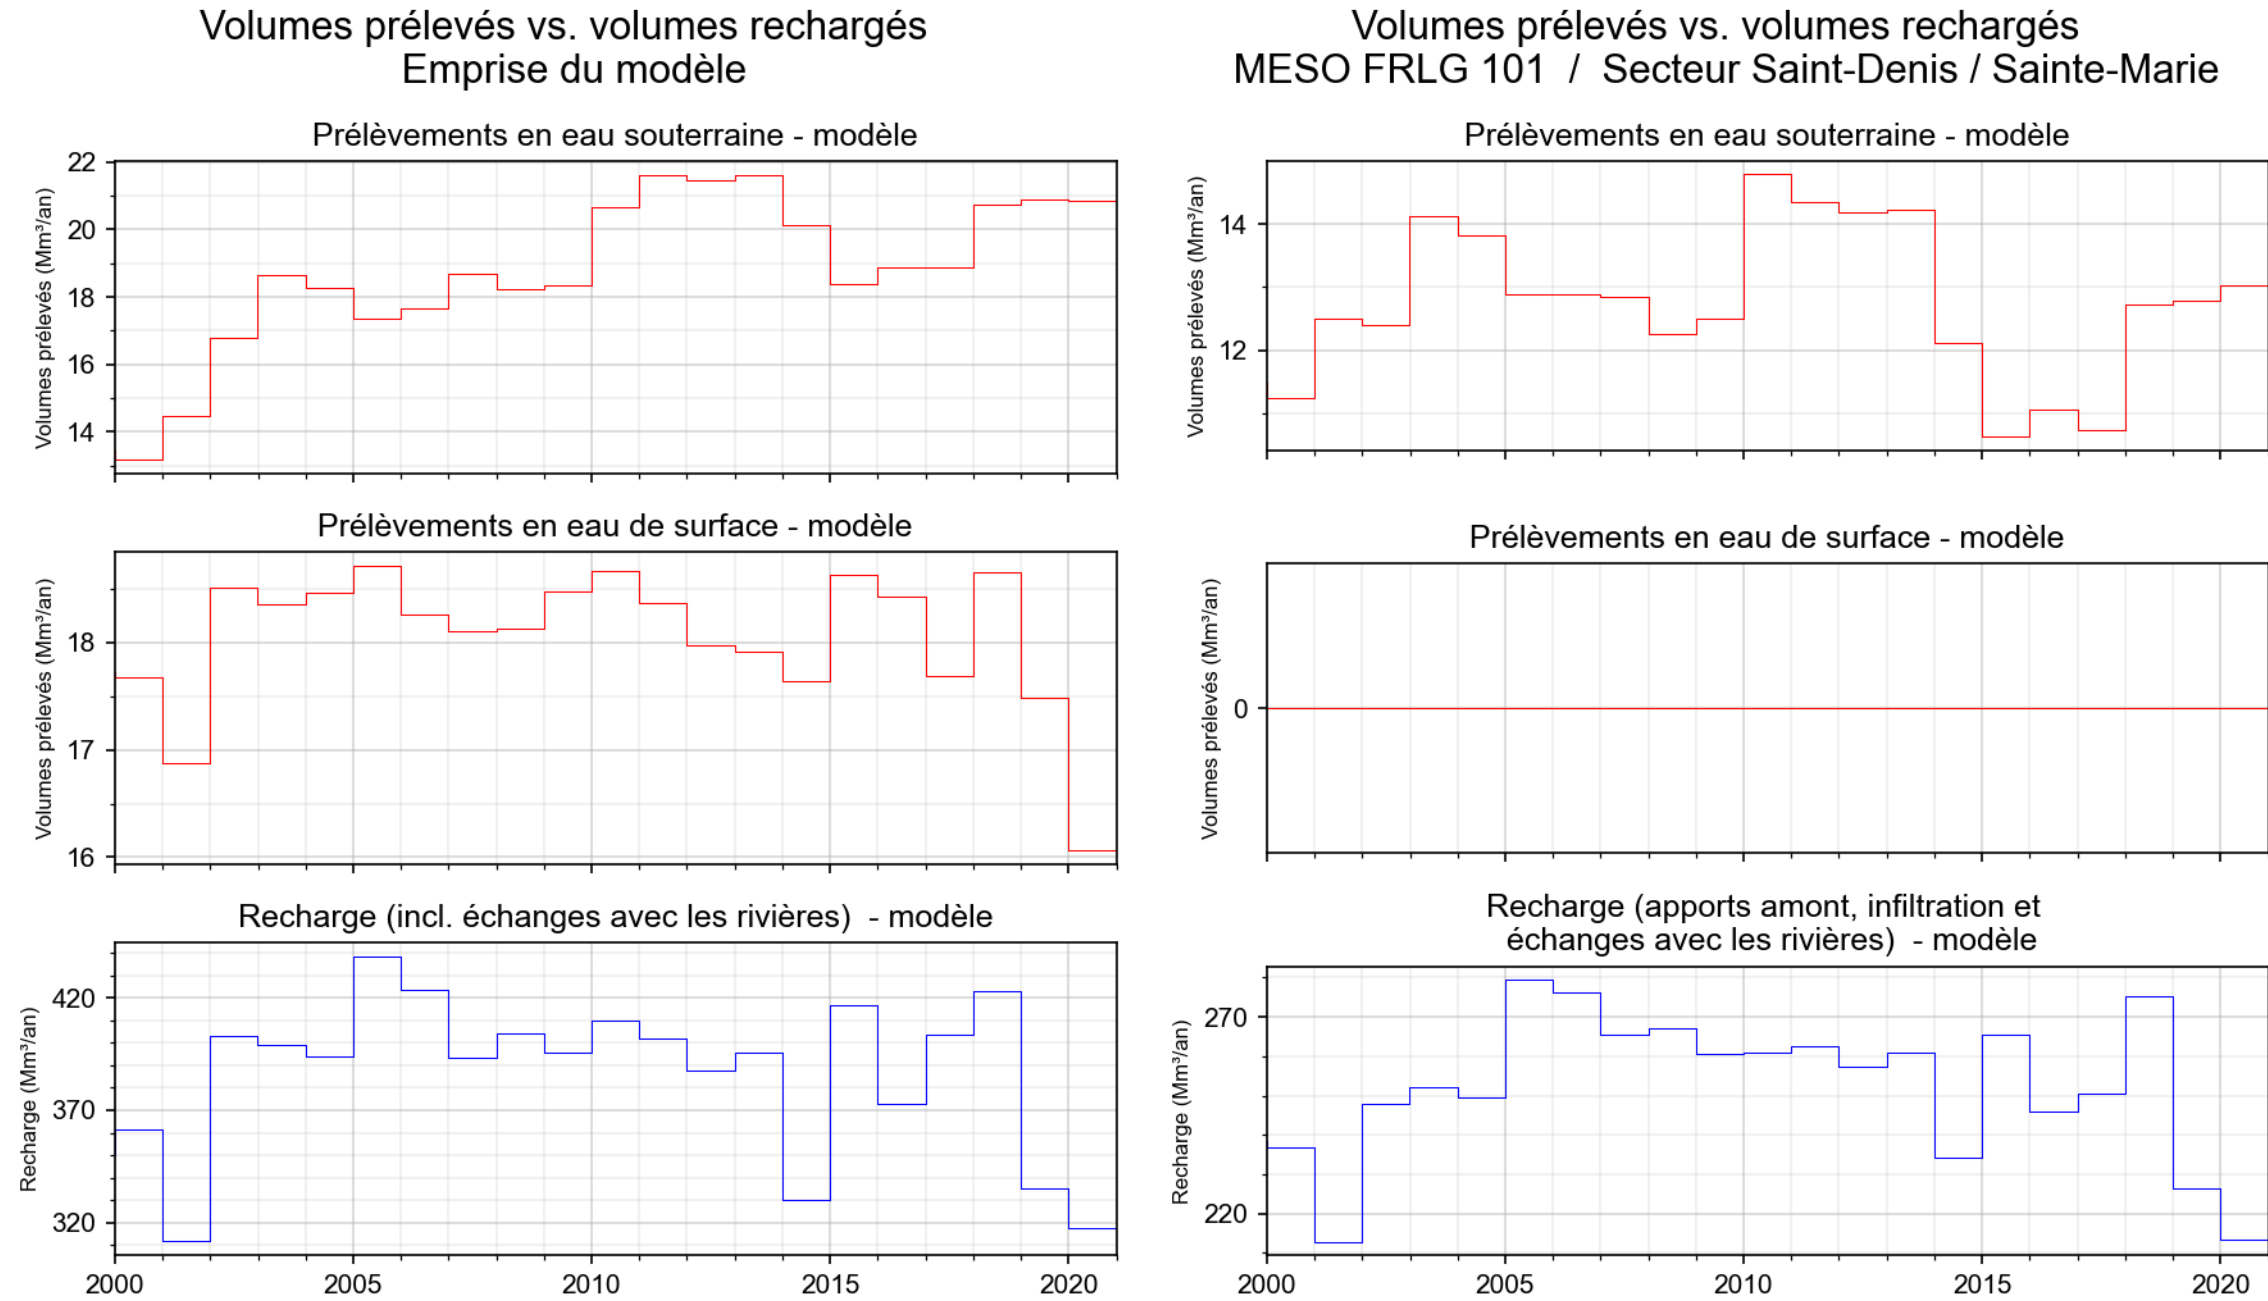 Volumes prélevés vs. volumes rechargés
Emprise du modèle
Prélèvements en eau souterraine - modèle
Volumes prélevés (Mm³/an)
22
20
18
16
14
Prélèvements en eau de surface - modèle
Volumes prélevés (Mm³/an)
18
17
16
Recharge (incl. échanges avec les rivières)  - modèle
Recharge (Mm³/an)
420
370
320
2000
2005
2010
2015
2020
Volumes prélevés vs. volumes rechargés
MESO FRLG 101  /  Secteur Saint-Denis / Sainte-Marie
Prélèvements en eau souterraine - modèle
Volumes prélevés (Mm³/an)
14
12
Prélèvements en eau de surface - modèle
Volumes prélevés (Mm³/an)
0
Recharge (apports amont, infiltration et
échanges avec les rivières)  - modèle
Recharge (Mm³/an)
270
220
2000
2005
2010
2015
2020